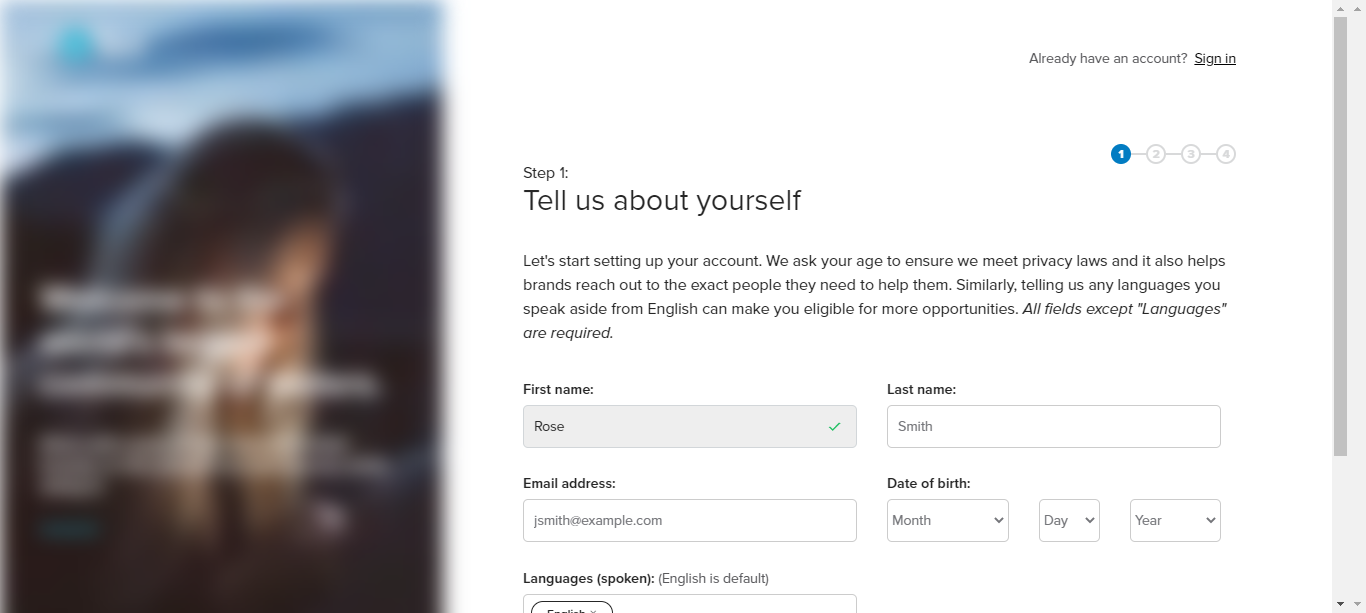 Already have an account? Sign in
1 2 3 4
Step 1:
Tell us about yourself
Let's start setting up your account. We ask your age to ensure we meet privacy laws and it also helps
brands reach out to the exact people they need to help them. Similarly, telling us any languages you
speak aside from English can make you eligible for more opportunities. All fields except "Languages"
are required.
First name:
Last name:
Rose
Smith
Email address:
Date of birth:
jsmith@example.com
Month
Day
Year
Languages (spoken): (English is default)
English ×